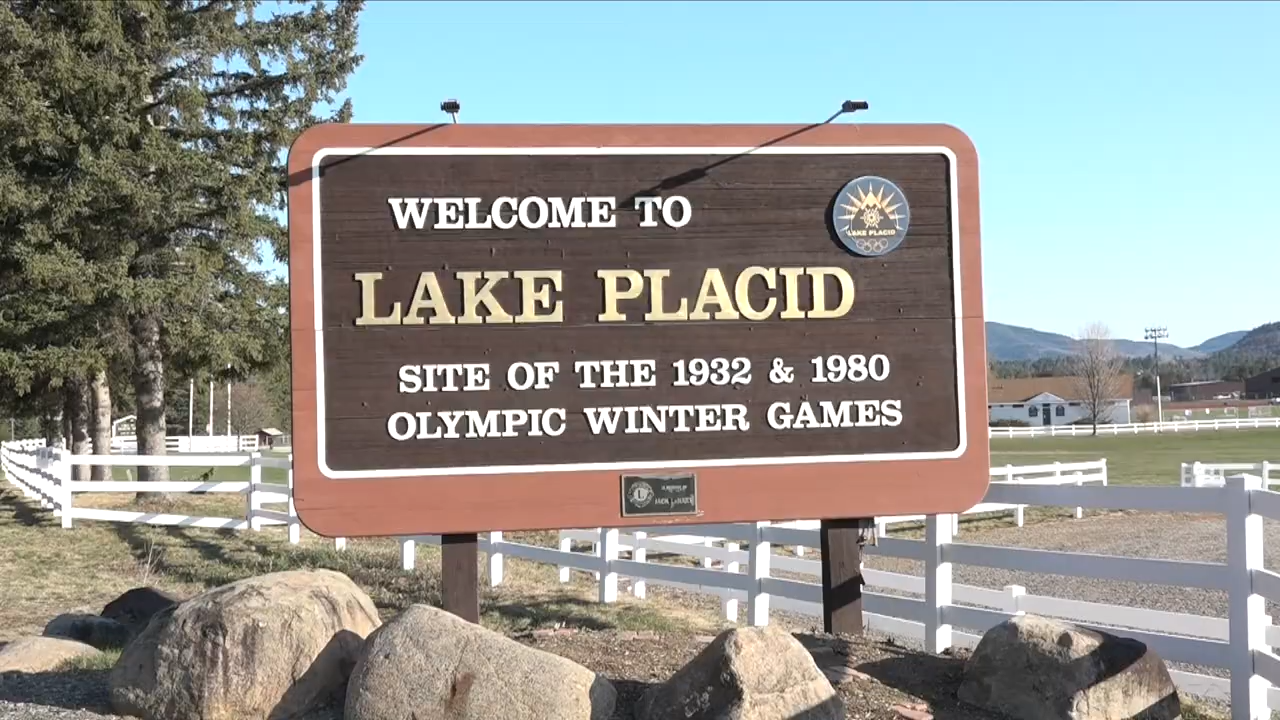 WELCOME TO
LAKE PLACID
LAKE PLACID
SITE OF THE 1932 & 1980
OLYMPIC WINTER GAMES
L